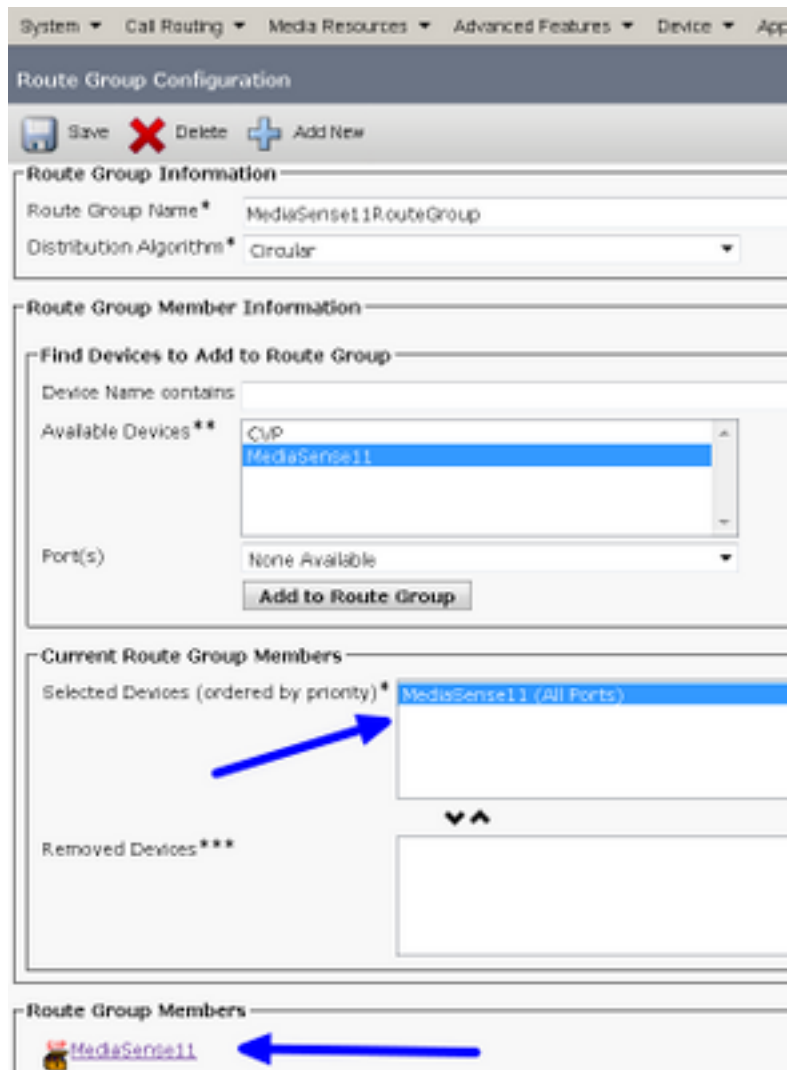 System Call Routing Media Resources Advanced Features Device App
Route Group Configuration
Save Delete Add New
Route Group Information
Route Group Name* MediaSense11RouteGroup
Distribution Algorithm* Circular
Route Group Member Information
Find Devices to Add to Route Group
Device Name contains
Available Devices** CVP
MediaSense11
Port(s) None Available
Add to Route Group
Current Route Group Members
Selected Devices (ordered by priority)* MediaSense11 (All Ports)
Removed Devices***
Route Group Members
MediaSense11